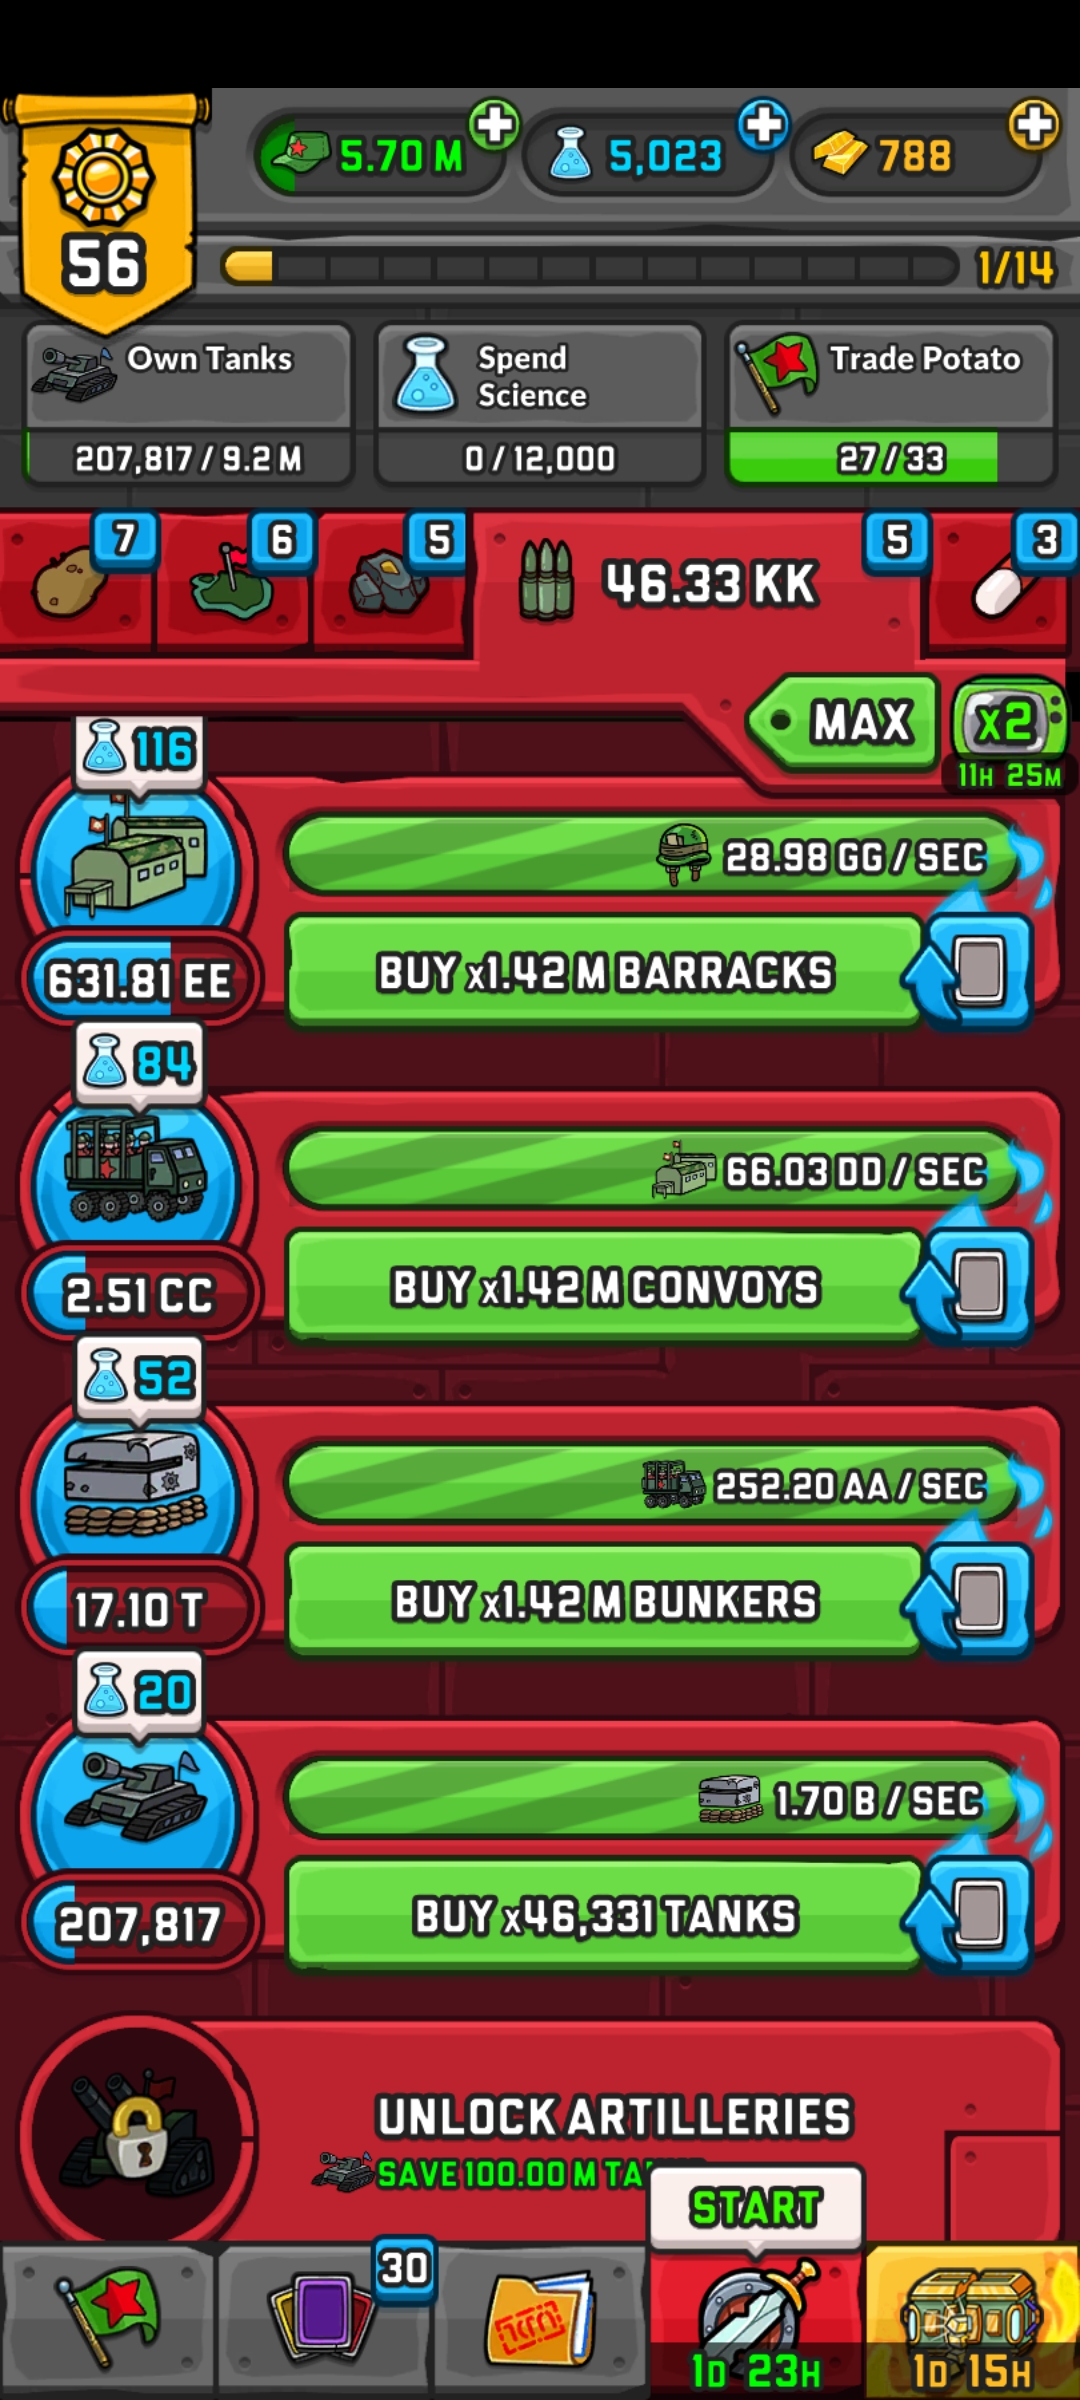 5.70 M
5,023
788
56
1/14
Own Tanks
207,817 / 9.2 M
Spend
Science
0 / 12,000
Trade Potato
27 / 33
7
6
5
46.33 KK
5
3
MAX
x2
11H 25M
116
28.98 GG / SEC
631.81 EE
BUY x1.42 M BARRACKS
84
66.03 DD / SEC
2.51 CC
BUY x1.42 M CONVOYS
52
252.20 AA / SEC
17.10 T
BUY x1.42 M BUNKERS
20
1.70 B / SEC
207,817
BUY x46,331 TANKS
UNLOCK ARTILLERIES
SAVE 100.00 M
START
30
1D 23H
1D 15H